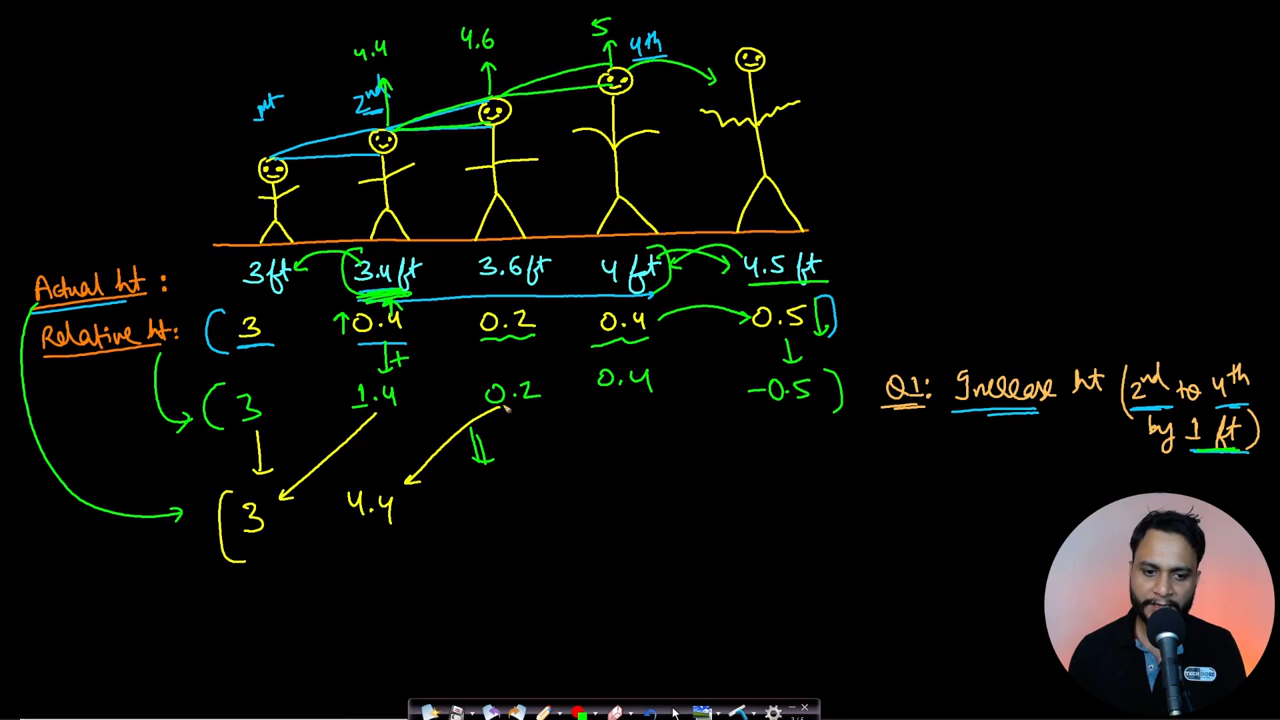 5
4.4 4.6 4th
2nd
1st
3ft 3.4ft 3.6ft 4ft 4.5ft
Actual ht :
Relative ht: ( 3 0.4 0.2 0.4 0.5 )
+
( 3 1.4 0.2 0.4 -0.5 )
Q1: Increase ht (2nd to 4th
by 1 ft)
[ 3 4.4
TECH DOSE